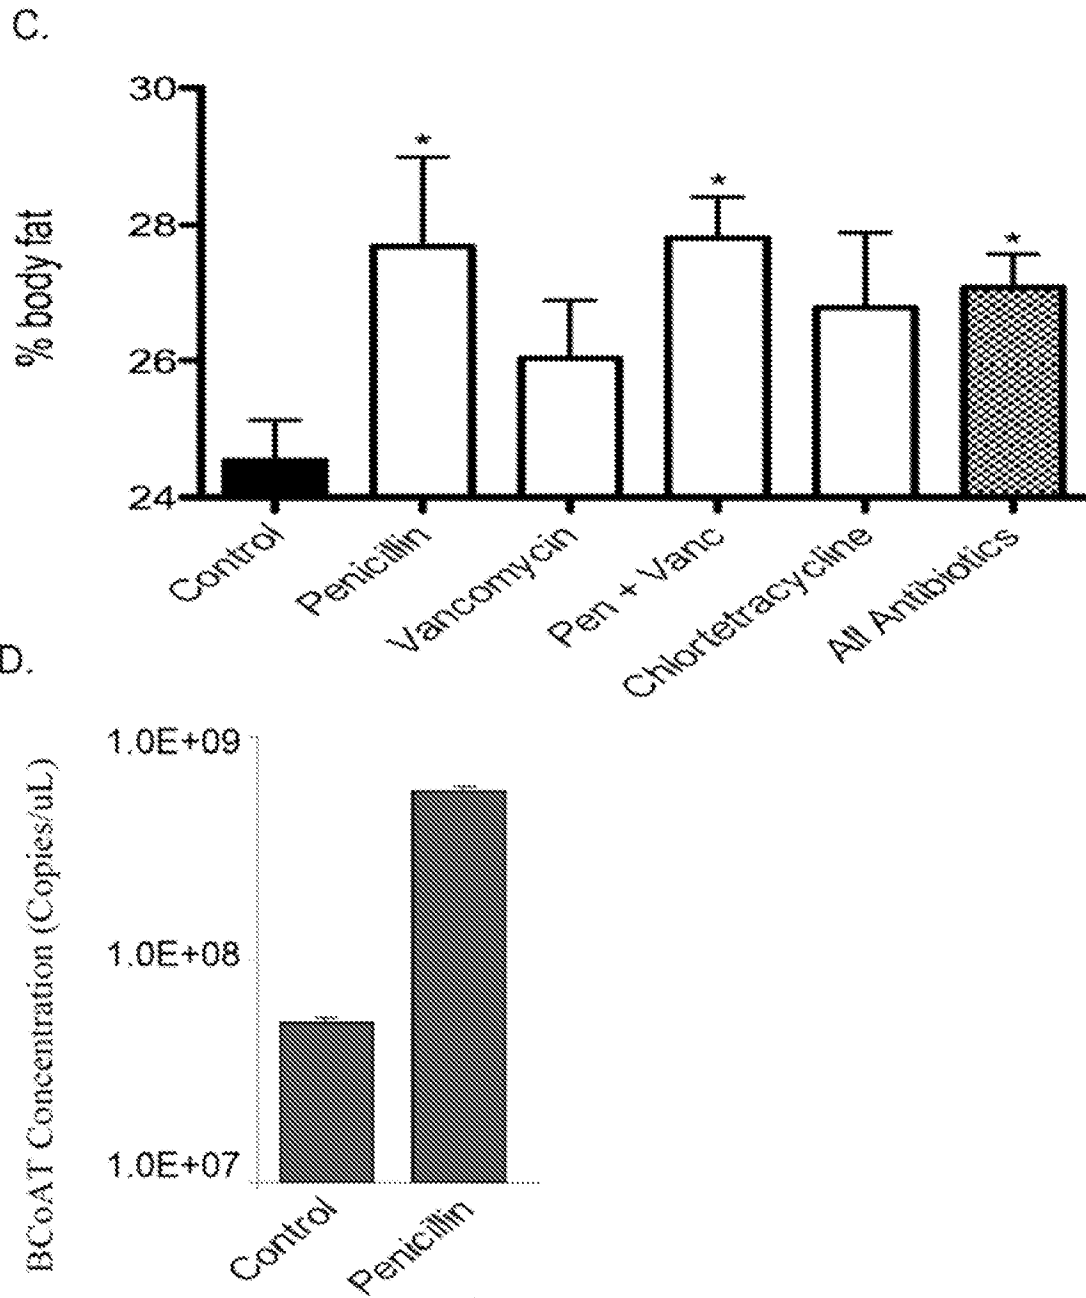 C.
30
28
26
24
% body fat
*
*
*
Control
Penicillin
Vancomycin
Pen + Vanc
Chlortetracycline
All Antibiotics
D.
1.0E+09
1.0E+08
1.0E+07
BCoAT Concentration (Copies/uL)
Control
Penicillin